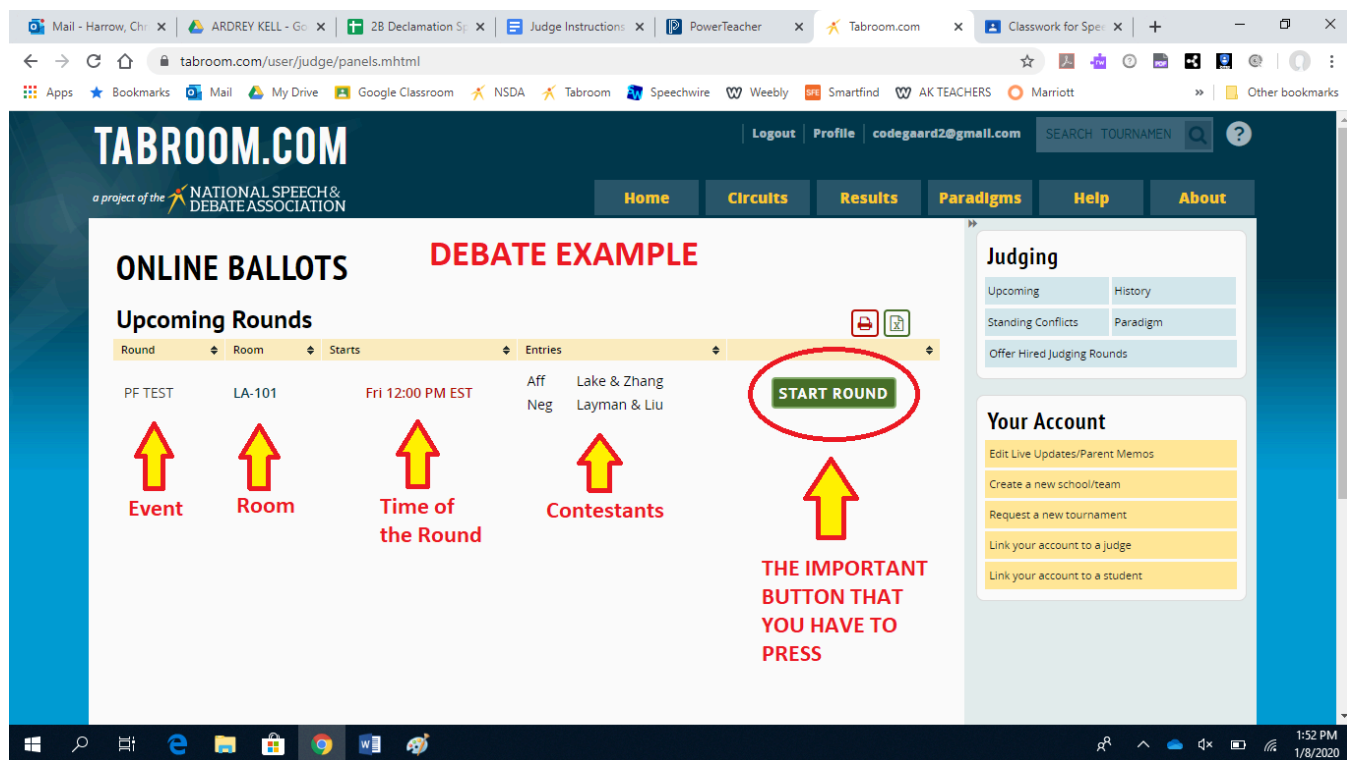 Mail - Harrow, Chr
ARDREY KELL - Go
2B Declamation Sp
Judge Instructions
PowerTeacher
Tabroom.com
Classwork for Spee
tabroom.com/user/judge/panels.mhtml
Apps
Bookmarks
Mail
My Drive
Google Classroom
NSDA
Tabroom
Speechwire
Weebly
Smartfind
AK TEACHERS
Marriott
»
Other bookmarks
TABROOM.COM
a project of the NATIONAL SPEECH &
DEBATE ASSOCIATION
Logout
Profile
codegaard2@gmail.com
SEARCH TOURNAMEN
?
Home
Circuits
Results
Paradigms
Help
About
ONLINE BALLOTS
DEBATE EXAMPLE
Upcoming Rounds
Round
Room
Starts
Entries
PF TEST
LA-101
Fri 12:00 PM EST
Aff Lake & Zhang
Neg Layman & Liu
START ROUND
Event
Room
Time of
the Round
Contestants
THE IMPORTANT
BUTTON THAT
YOU HAVE TO
PRESS
Judging
Upcoming
History
Standing Conflicts
Paradigm
Offer Hired Judging Rounds
Your Account
Edit Live Updates/Parent Memos
Create a new school/team
Request a new tournament
Link your account to a judge
Link your account to a student
1:52 PM
1/8/2020